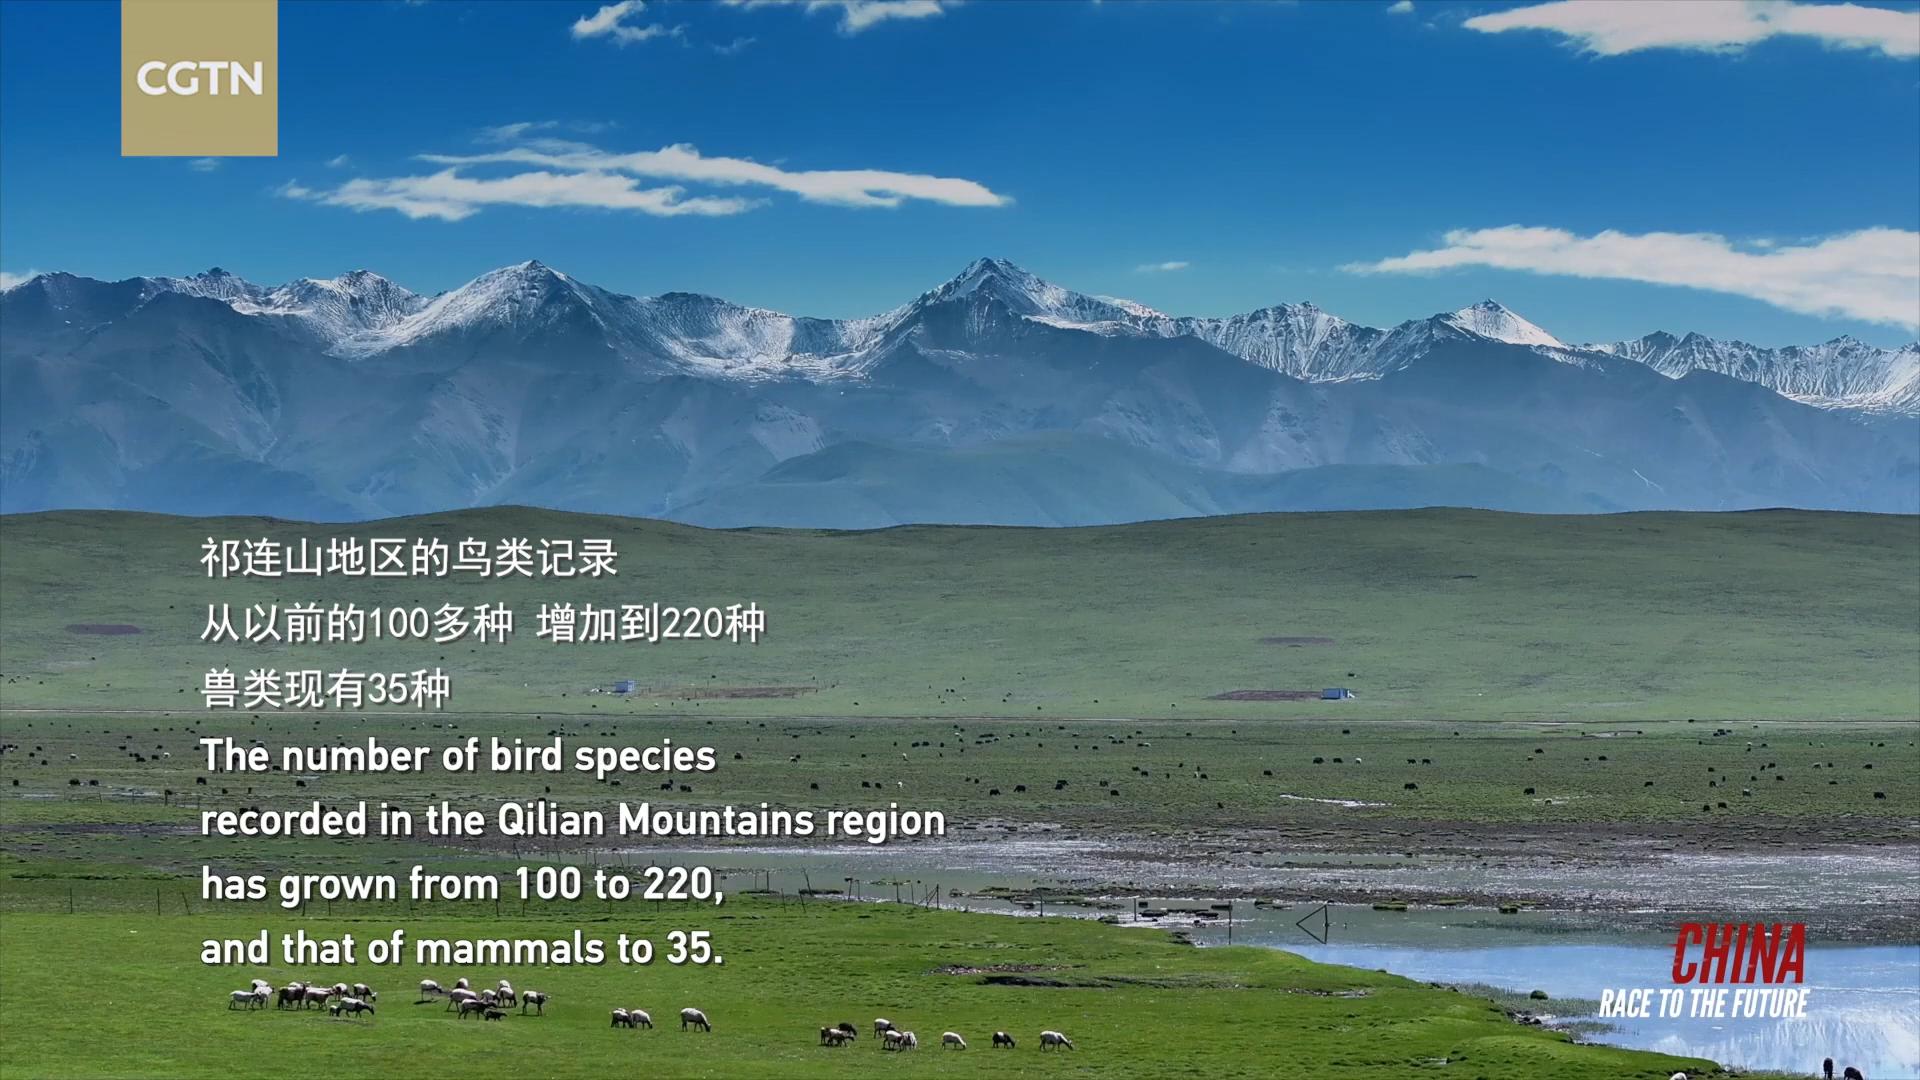 CGTN
祁连山地区的鸟类记录
从以前的100多种 增加到220种
兽类现有35种
The number of bird species
recorded in the Qilian Mountains region
has grown from 100 to 220,
and that of mammals to 35.
CHINA
RACE TO THE FUTURE